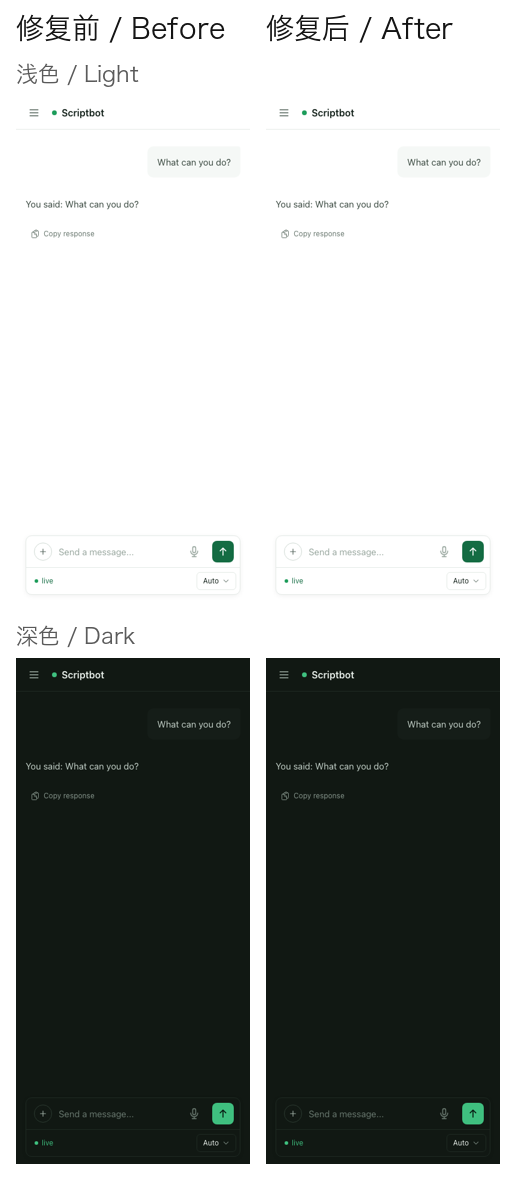 修复前 / Before
修复后 / After
浅色 / Light
Scriptbot
What can you do?
You said: What can you do?
Copy response
Send a message...
live
Auto
Scriptbot
What can you do?
You said: What can you do?
Copy response
Send a message...
live
Auto
深色 / Dark
Scriptbot
What can you do?
You said: What can you do?
Copy response
Send a message...
live
Auto
Scriptbot
What can you do?
You said: What can you do?
Copy response
Send a message...
live
Auto